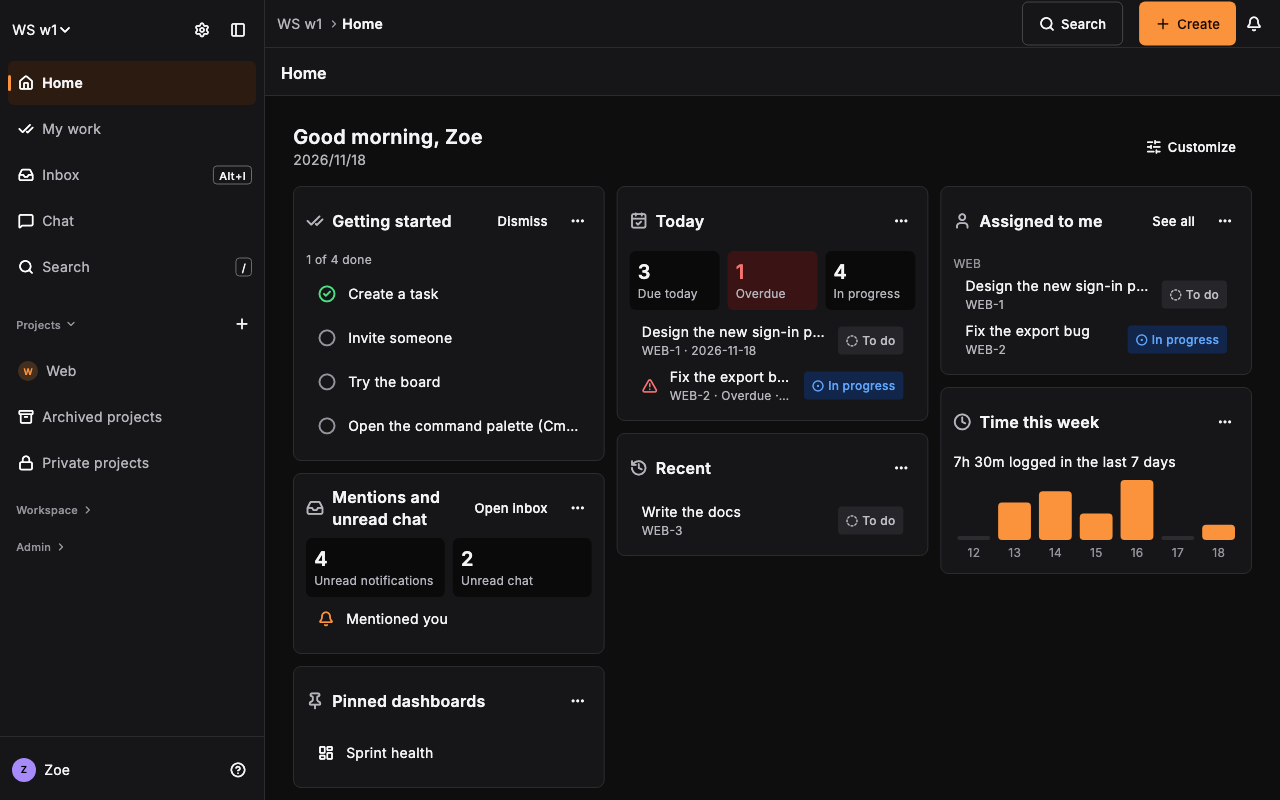 WS w1
Home
My work
Inbox
Alt+I
Chat
Search
/
Projects
W
Web
Archived projects
Private projects
Workspace
Admin
Z
Zoe
WS w1 > Home
Search
Create
Home
Good morning, Zoe
2026/11/18
Customize
Getting started
Dismiss
1 of 4 done
Create a task
Invite someone
Try the board
Open the command palette (Cm...
Mentions and
unread chat
Open inbox
4
Unread notifications
2
Unread chat
Mentioned you
Pinned dashboards
Sprint health
Today
3
Due today
1
Overdue
4
In progress
Design the new sign-in p...
WEB-1 · 2026-11-18
To do
Fix the export b...
WEB-2 · Overdue ·...
In progress
Recent
Write the docs
WEB-3
To do
Assigned to me
See all
WEB
Design the new sign-in p...
WEB-1
To do
Fix the export bug
WEB-2
In progress
Time this week
7h 30m logged in the last 7 days
12 13 14 15 16 17 18